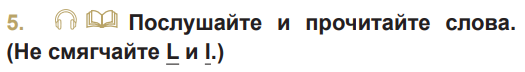 5. Послушайте и прочитайте слова.
(Не смягчайте L и l.)